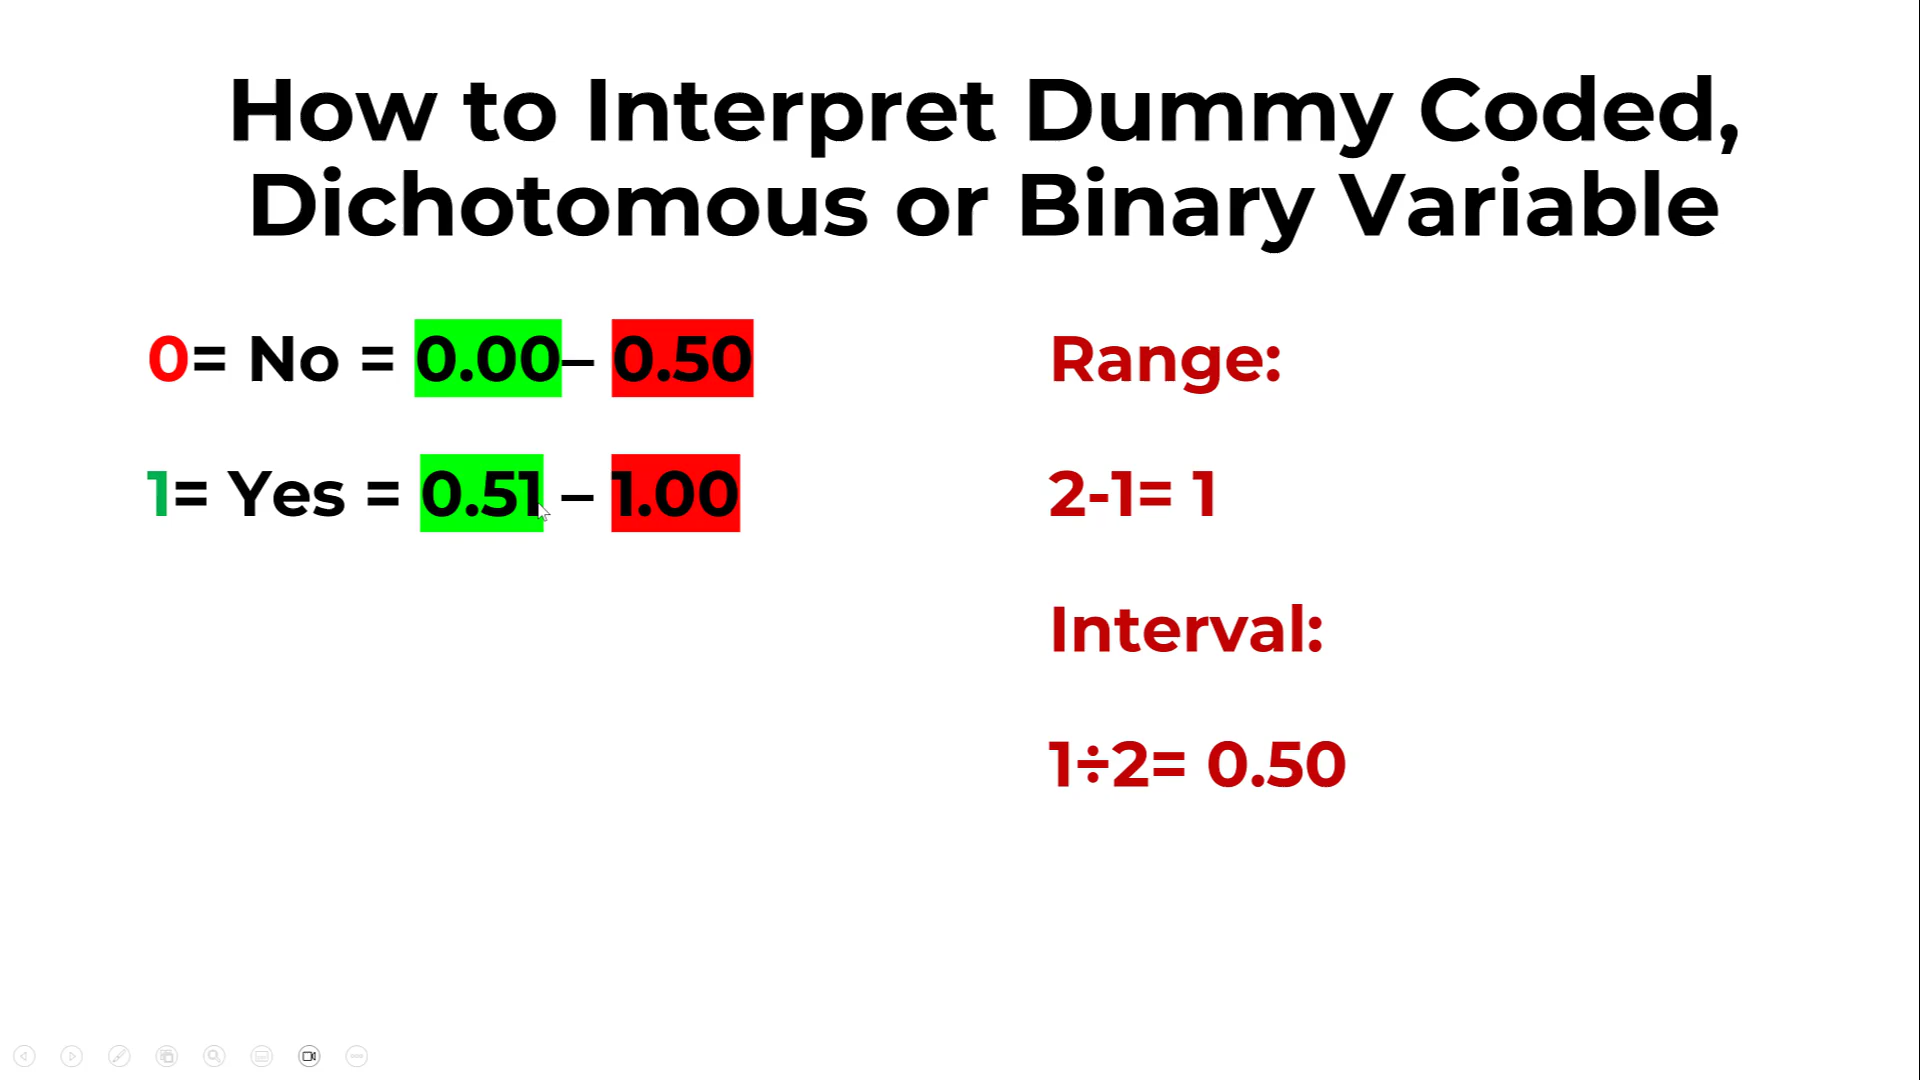 How to Interpret Dummy Coded,
Dichotomous or Binary Variable
0= No = 0.00– 0.50
1= Yes = 0.51 – 1.00
Range:
2-1= 1
Interval:
1÷2= 0.50